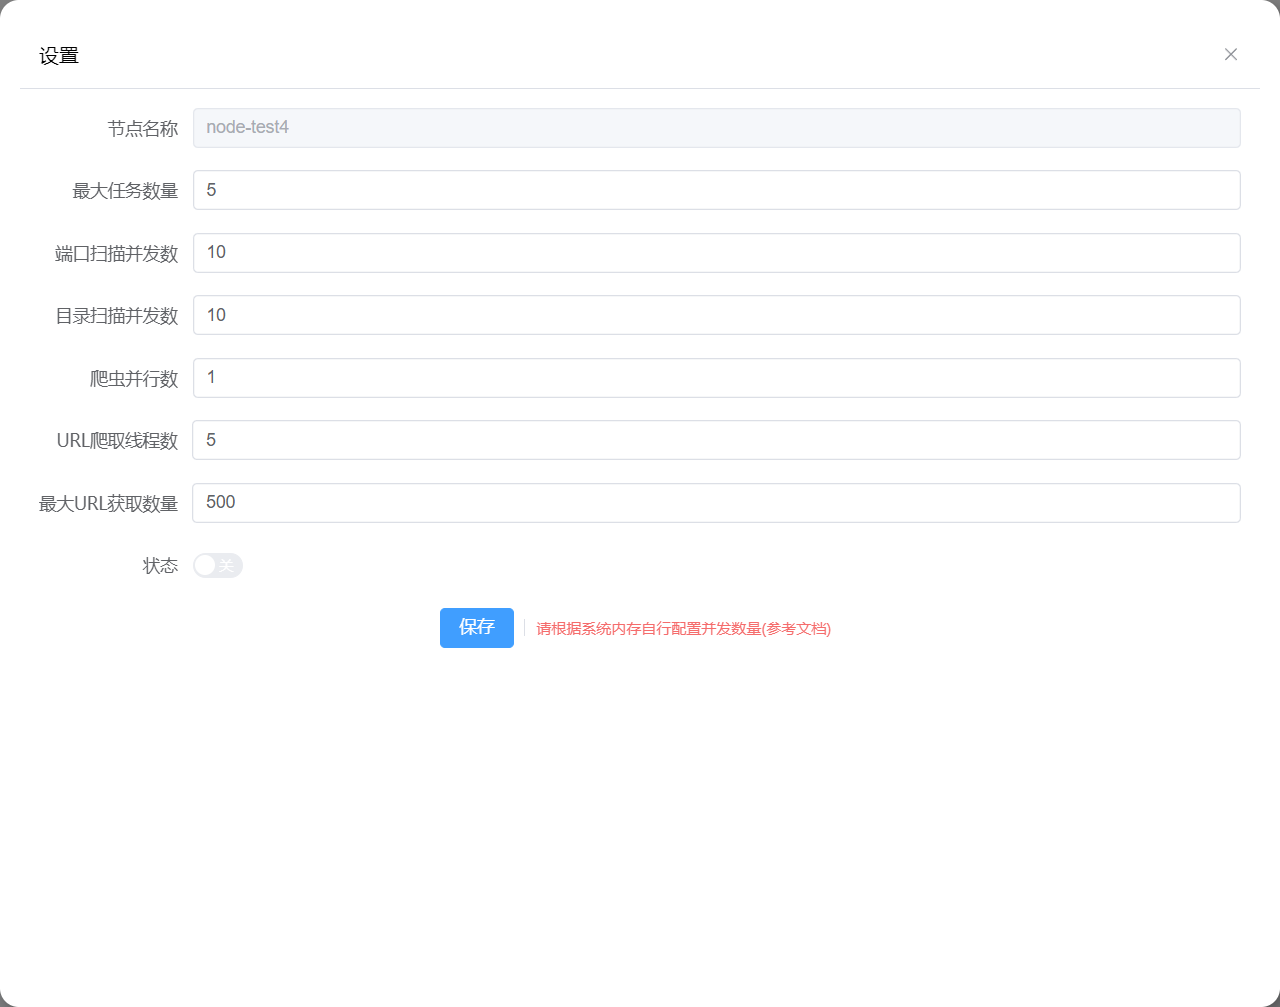 设置
节点名称 node-test4
最大任务数量 5
端口扫描并发数 10
目录扫描并发数 10
爬虫并行数 1
URL爬取线程数 5
最大URL获取数量 500
状态 关
保存 请根据系统内存自行配置并发数量(参考文档)